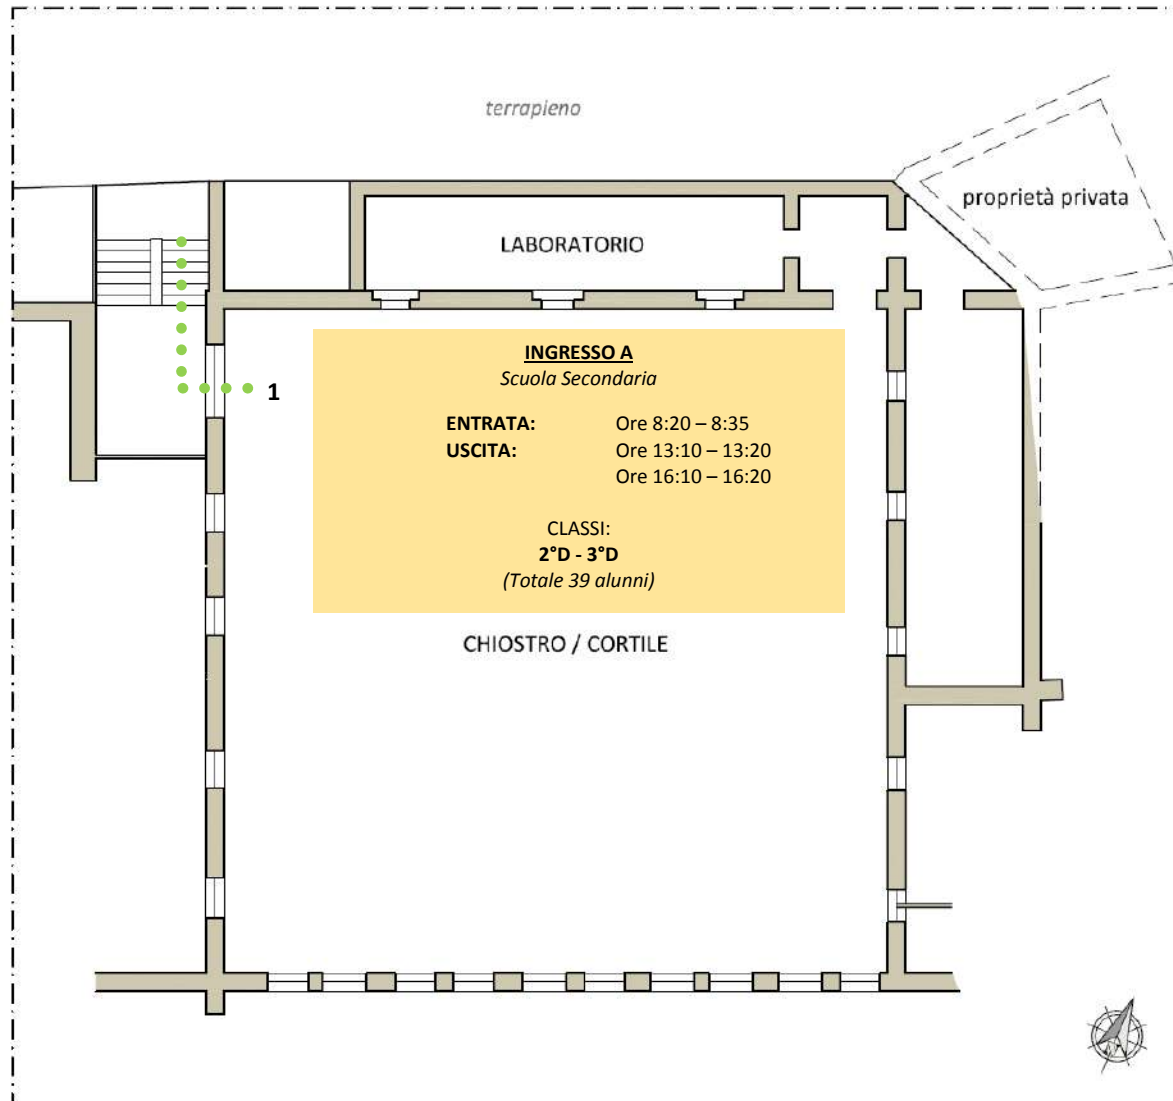 terrapieno
proprietà privata
LABORATORIO
INGRESSO A
Scuola Secondaria
1
ENTRATA: Ore 8:20 – 8:35
USCITA: Ore 13:10 – 13:20
Ore 16:10 – 16:20
CLASSI:
2°D - 3°D
(Totale 39 alunni)
CHIOSTRO / CORTILE
N